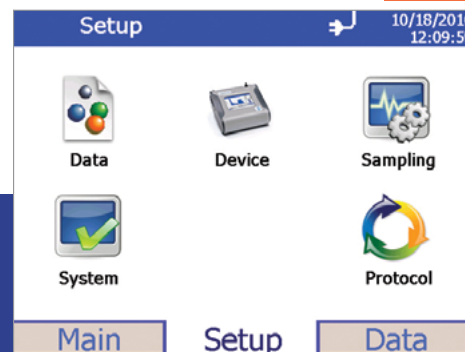 Setup
10/18/201
12:09:5
Data
Device
Sampling
System
Protocol
Main
Setup
Data